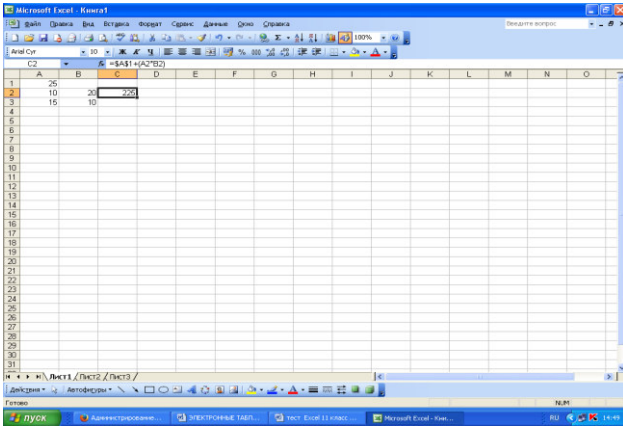 Microsoft Excel - Книга1
Файл Правка Вид Вставка Формат Сервис Данные Окно Справка Введите вопрос
100%
Arial Cyr 10 Ж К Ч
C2 fx =$A$1+(A2*B2)
A B C D E F G H I J K L M N O
1 25
2 10 20 225
3 15 10
4
5
6
7
8
9
10
11
12
13
14
15
16
17
18
19
20
21
22
23
24
25
26
27
28
29
30
31
Лист1 Лист2 Лист3
Действия Автофигуры
Готово NUM
пуск Администрирование... ЭЛЕКТРОННЫЕ ТАБЛ... тест Excel 11 класс ... Microsoft Excel - Кни... RU 14:49